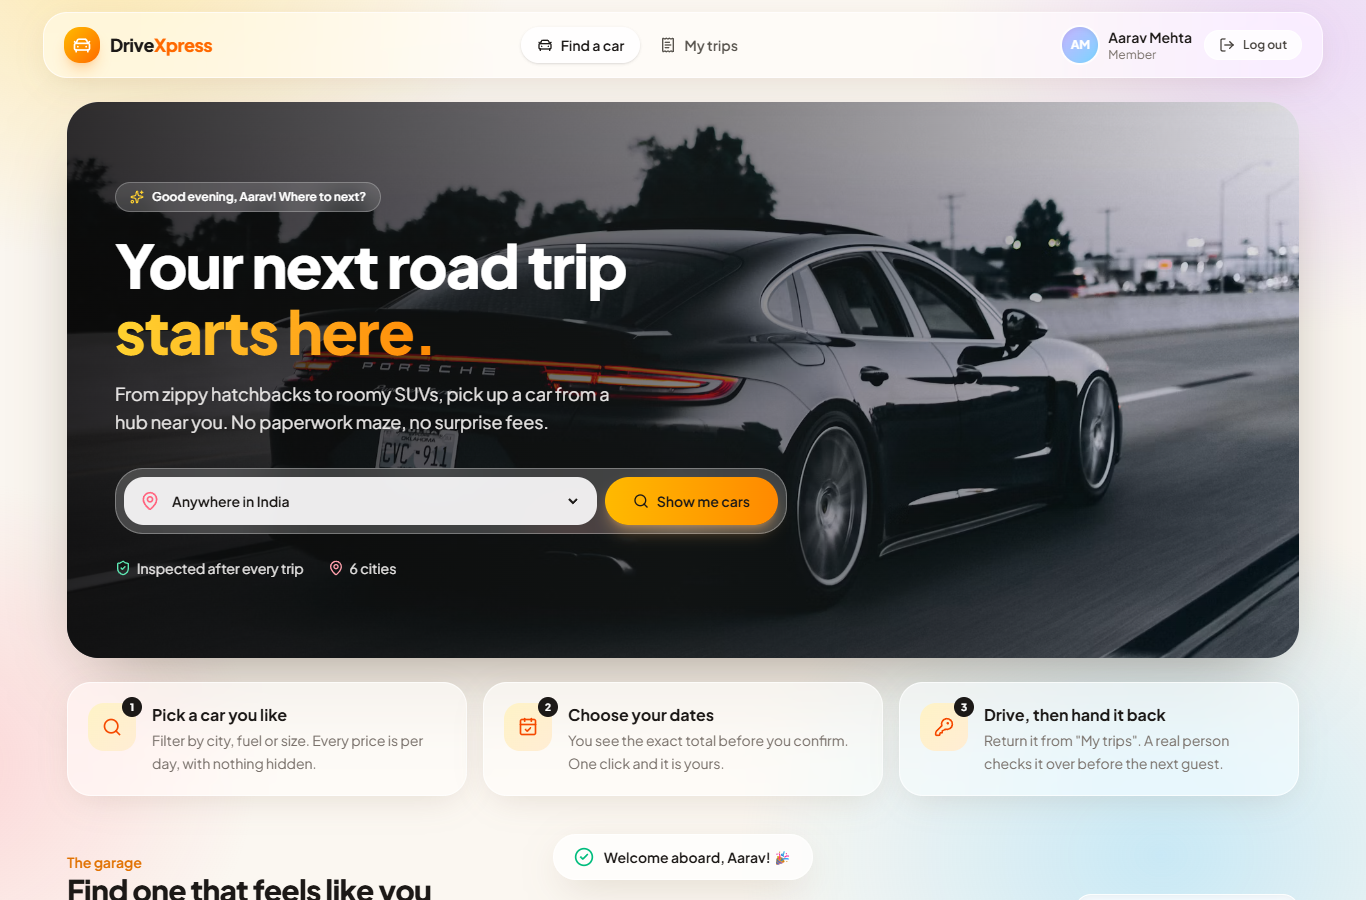 DriveXpress
Find a car
My trips
AM
Aarav Mehta
Member
Log out
Good evening, Aarav! Where to next?
Your next road trip
starts here.
PORSCHE
From zippy hatchbacks to roomy SUVs, pick up a car from a
hub near you. No paperwork maze, no surprise fees.
OKLAHOMA
CVC-911
Anywhere in India
Show me cars
Inspected after every trip
6 cities
1
Pick a car you like
Filter by city, fuel or size. Every price is per
day, with nothing hidden.
2
Choose your dates
You see the exact total before you confirm.
One click and it is yours.
3
Drive, then hand it back
Return it from "My trips". A real person
checks it over before the next guest.
Welcome aboard, Aarav! 🎉
The garage
Find one that feels like you